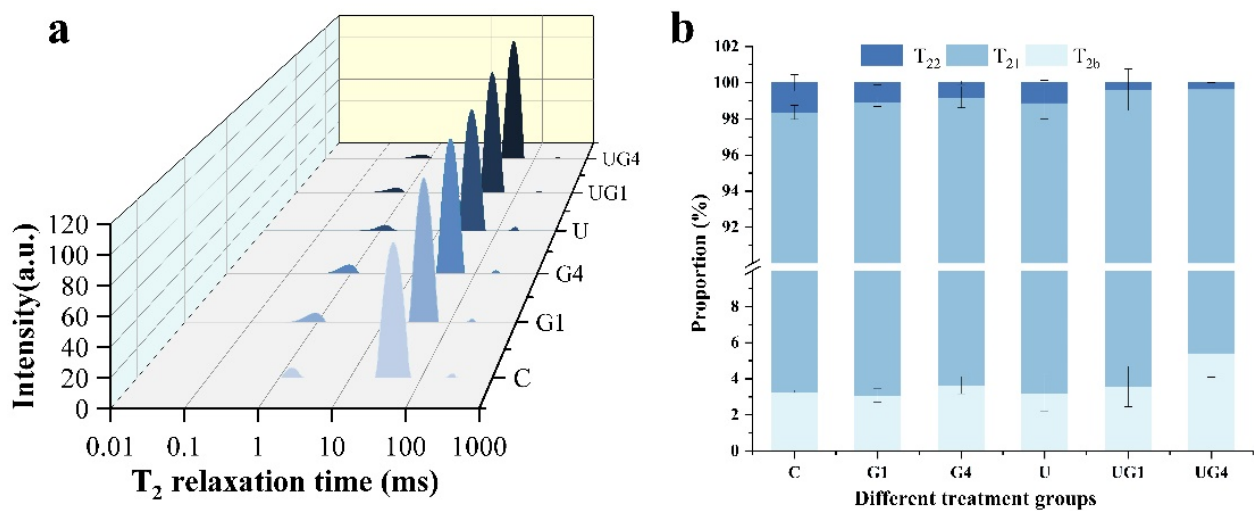 a
Intensity(a.u.)
120
100
80
60
40
20
0
0.01 0.1 1 10 100 1000
T₂ relaxation time (ms)
UG4
UG1
U
G4
G1
C
b
T₂₂ T₂₁ T₂b
Proportion (%)
102
100
98
96
94
92
8
6
4
2
0
C G1 G4 U UG1 UG4
Different treatment groups